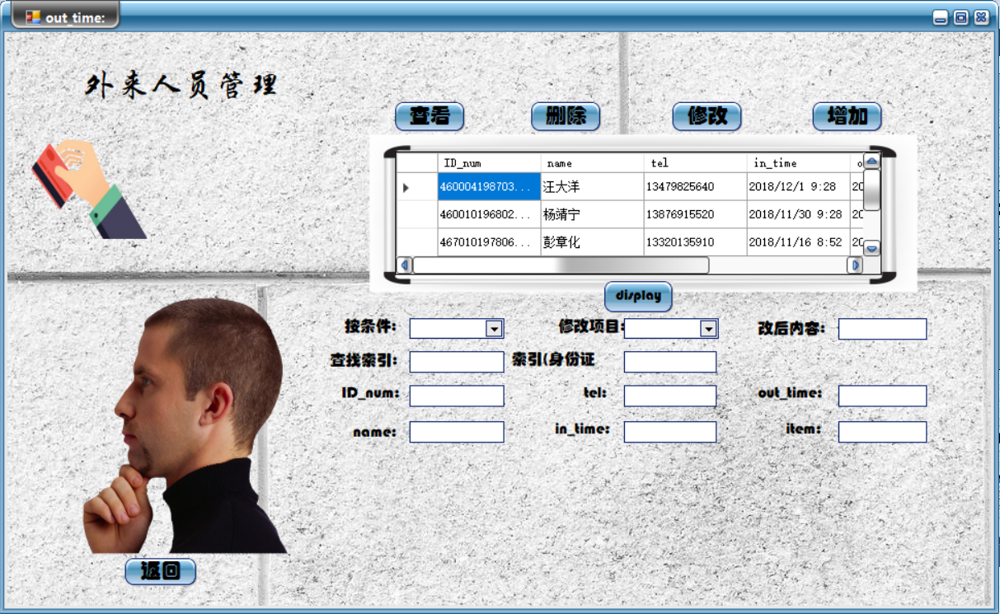 out_time:
外来人员管理
查看 删除 修改 增加
ID_num name tel in_time o
460004198703... 汪大洋 13479825640 2018/12/1 9:28 20
460010196802... 杨靖宁 13876915520 2018/11/30 9:28 20
467010197806... 彭章化 13320135910 2018/11/16 8:52 20
display
按条件: 修改项目: 改后内容:
查找索引: 索引(身份证
ID_num: tel: out_time:
name: in_time: item:
返回